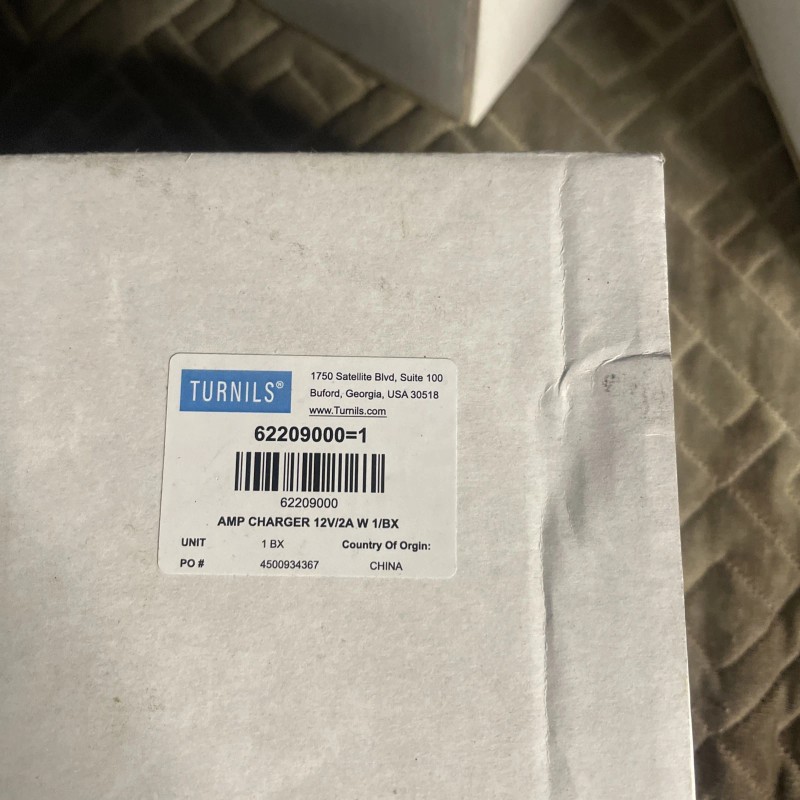 TURNILS®
1750 Satellite Blvd, Suite 100
Buford, Georgia, USA 30518
www.Turnils.com
62209000=1
62209000
AMP CHARGER 12V/2A W 1/BX
UNIT 1 BX Country Of Orgin:
PO # 4500934367 CHINA